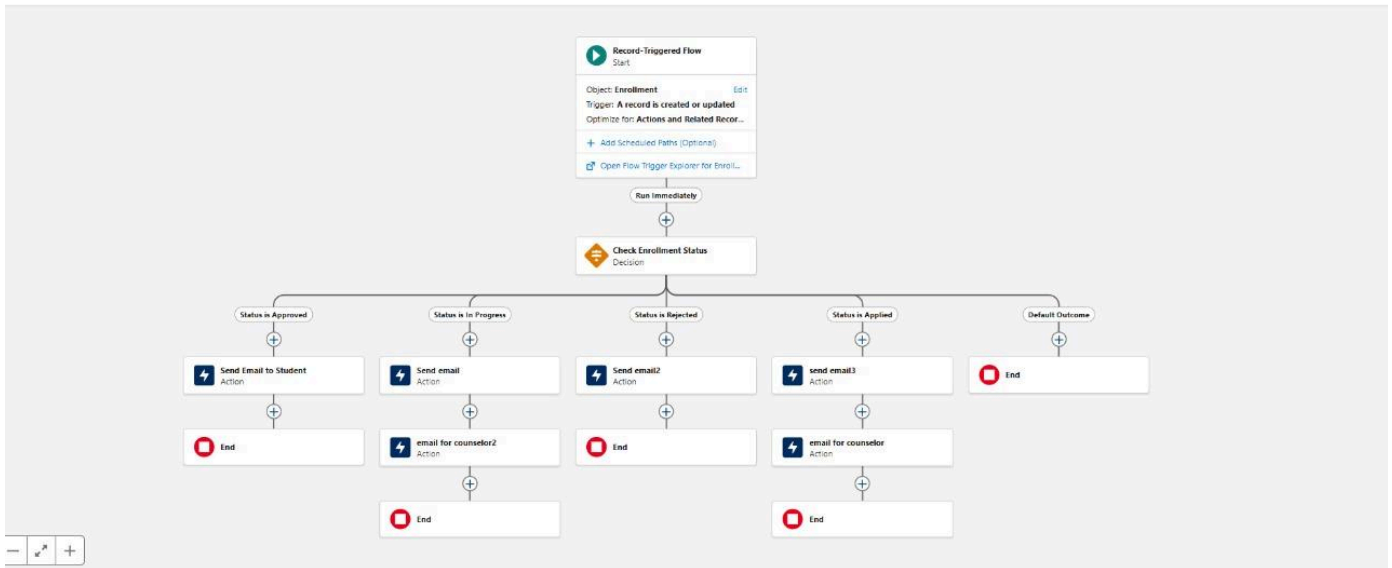 Record-Triggered Flow
Start
Object: Enrollment Edit
Trigger: A record is created or updated
Optimize for: Actions and Related Recor...
+ Add Scheduled Paths (Optional)
Open Flow Trigger Explorer for Enroll...
Run Immediately
Check Enrollment Status
Decision
Status is Approved
Status is In Progress
Status is Rejected
Status is Applied
Default Outcome
Send Email to Student
Action
Send email
Action
Send email2
Action
send email3
Action
End
End
email for counselor2
Action
End
email for counselor
Action
End
End